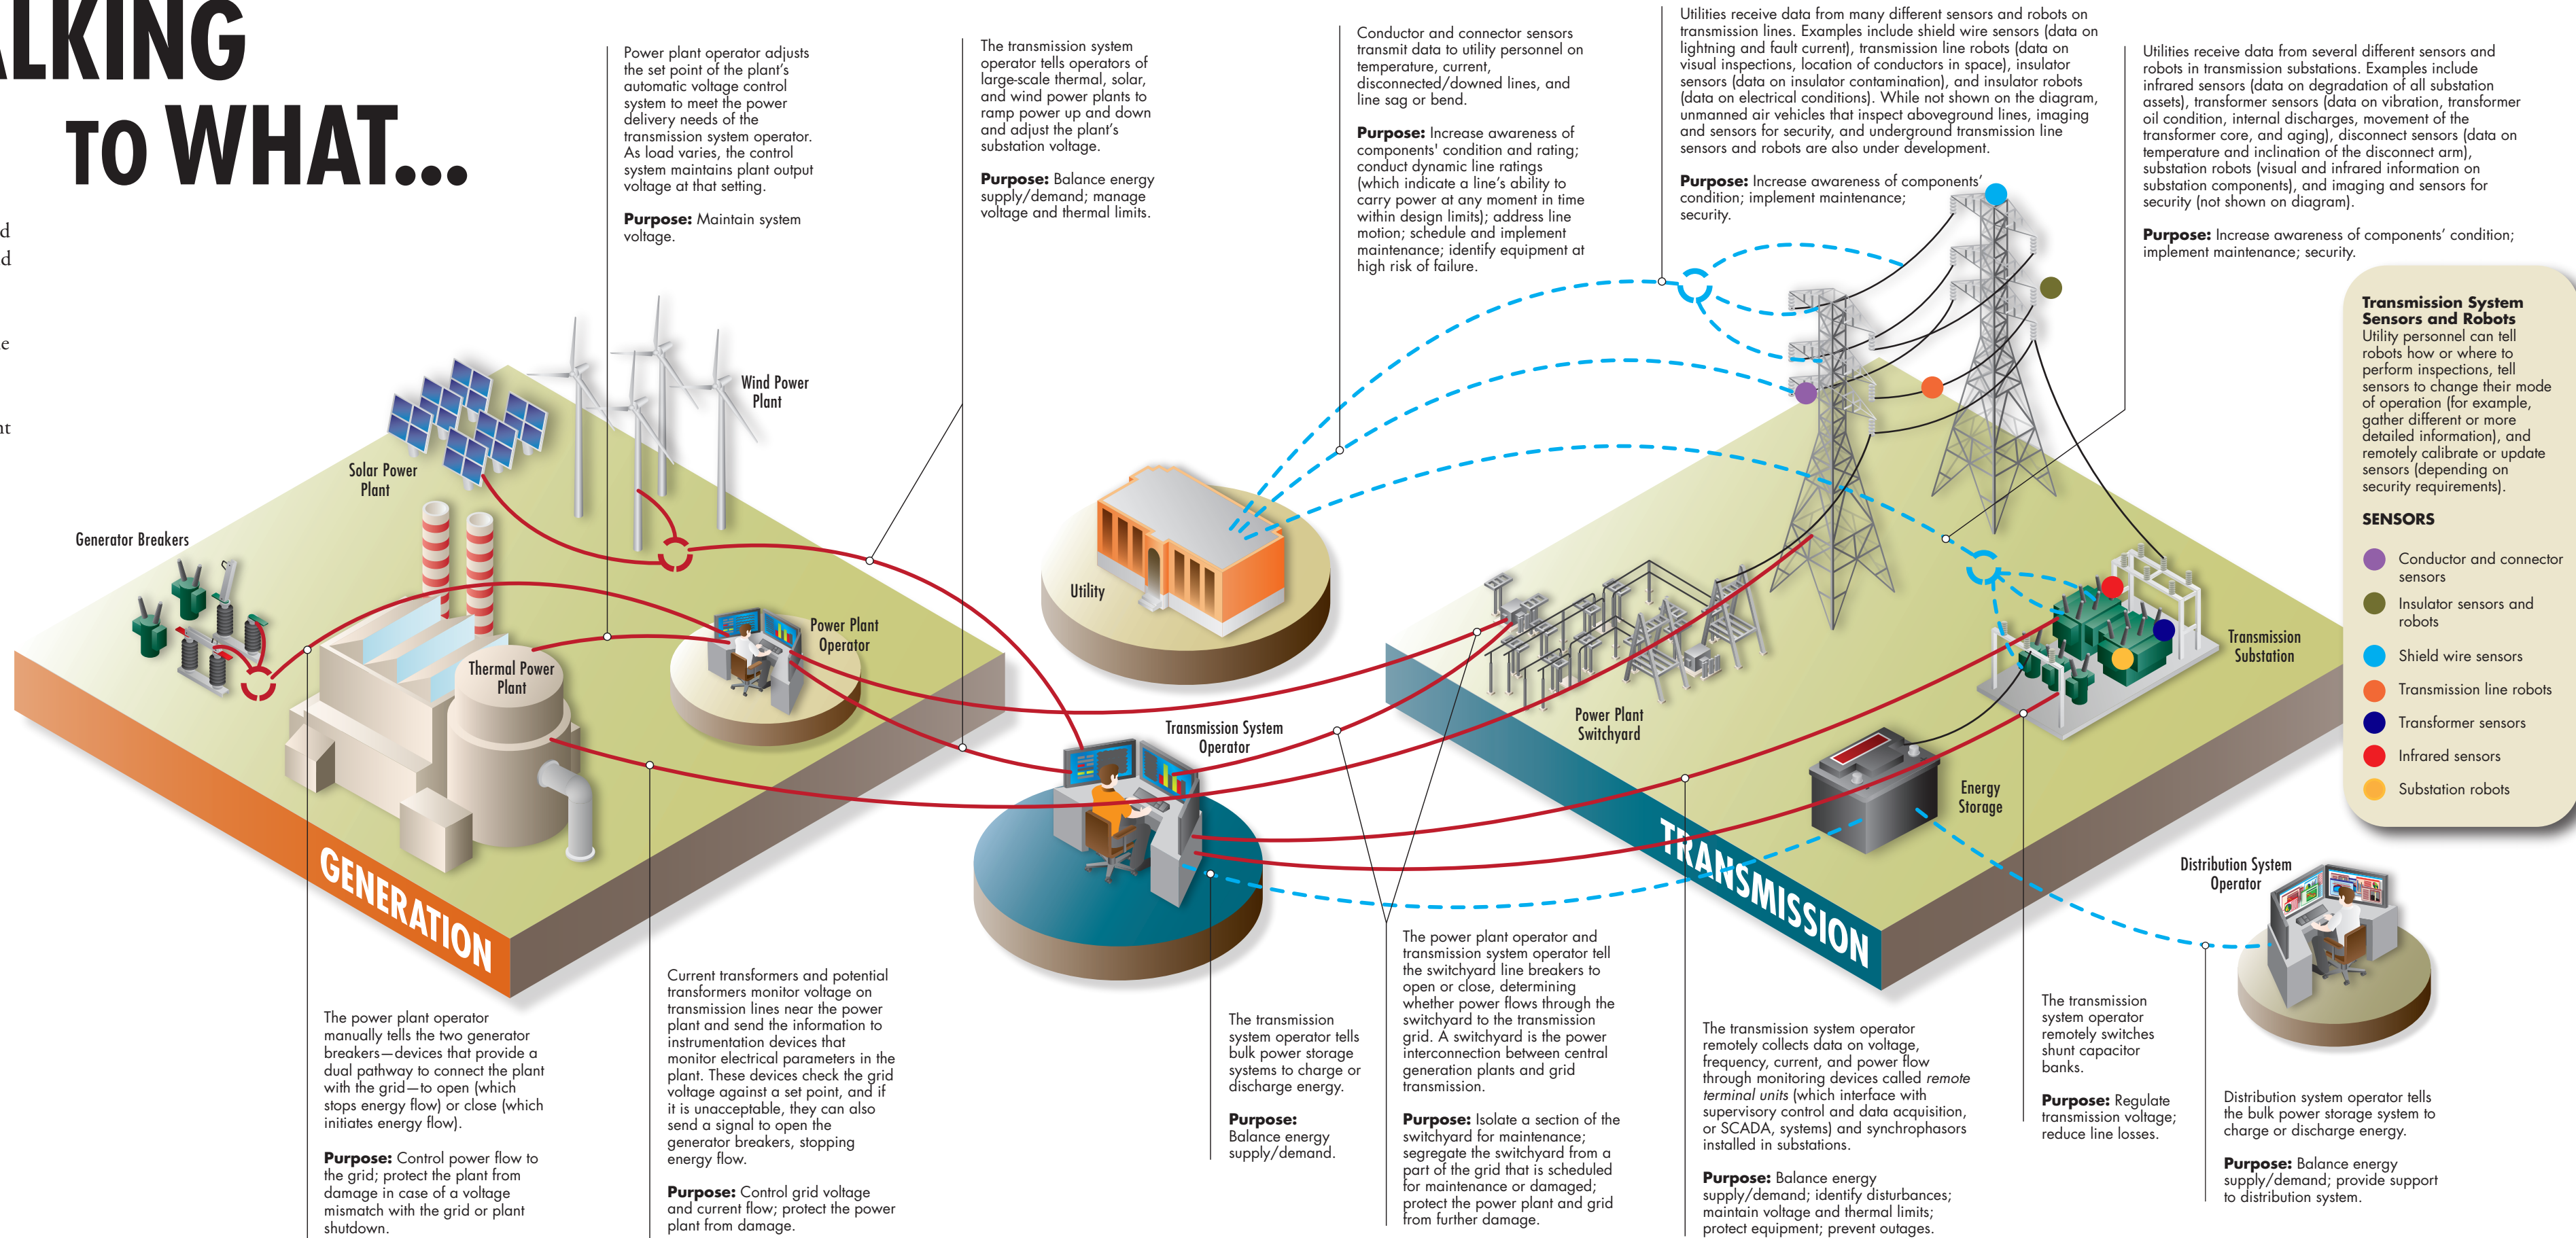 ALKING
TO WHAT...
d
d
e
nt
Power plant operator adjusts
the set point of the plant's
automatic voltage control
system to meet the power
delivery needs of the
transmission system operator.
As load varies, the control
system maintains plant output
voltage at that setting.
Purpose: Maintain system
voltage.
The transmission system
operator tells operators of
large-scale thermal, solar,
and wind power plants to
ramp power up and down
and adjust the plant's
substation voltage.
Purpose: Balance energy
supply/demand; manage
voltage and thermal limits.
Conductor and connector sensors
transmit data to utility personnel on
temperature, current,
disconnected/downed lines, and
line sag or bend.
Purpose: Increase awareness of
components' condition and rating;
conduct dynamic line ratings
(which indicate a line's ability to
carry power at any moment in time
within design limits); address line
motion; schedule and implement
maintenance; identify equipment at
high risk of failure.
Utilities receive data from many different sensors and robots on
transmission lines. Examples include shield wire sensors (data on
lightning and fault current), transmission line robots (data on
visual inspections, location of conductors in space), insulator
sensors (data on insulator contamination), and insulator robots
(data on electrical conditions). While not shown on the diagram,
unmanned air vehicles that inspect aboveground lines, imaging
and sensors for security, and underground transmission line
sensors and robots are also under development.
Purpose: Increase awareness of components'
condition; implement maintenance;
security.
Utilities receive data from several different sensors and
robots in transmission substations. Examples include
infrared sensors (data on degradation of all substation
assets), transformer sensors (data on vibration, transformer
oil condition, internal discharges, movement of the
transformer core, and aging), disconnect sensors (data on
temperature and inclination of the disconnect arm),
substation robots (visual and infrared information on
substation components), and imaging and sensors for
security (not shown on diagram).
Purpose: Increase awareness of components' condition;
implement maintenance; security.
Transmission System
Sensors and Robots
Utility personnel can tell
robots how or where to
perform inspections, tell
sensors to change their mode
of operation (for example,
gather different or more
detailed information), and
remotely calibrate or update
sensors (depending on
security requirements).
SENSORS
Conductor and connector
sensors
Insulator sensors and
robots
Shield wire sensors
Transmission line robots
Transformer sensors
Infrared sensors
Substation robots
Wind Power
Plant
Solar Power
Plant
Generator Breakers
Thermal Power
Plant
Power Plant
Operator
Utility
Transmission System
Operator
Power Plant
Switchyard
Transmission
Substation
Energy
Storage
Distribution System
Operator
GENERATION
TRANSMISSION
The power plant operator
manually tells the two generator
breakers—devices that provide a
dual pathway to connect the plant
with the grid—to open (which
stops energy flow) or close (which
initiates energy flow).
Purpose: Control power flow to
the grid; protect the plant from
damage in case of a voltage
mismatch with the grid or plant
shutdown.
Current transformers and potential
transformers monitor voltage on
transmission lines near the power
plant and send the information to
instrumentation devices that
monitor electrical parameters in the
plant. These devices check the grid
voltage against a set point, and if
it is unacceptable, they can also
send a signal to open the
generator breakers, stopping
energy flow.
Purpose: Control grid voltage
and current flow; protect the power
plant from damage.
The transmission
system operator tells
bulk power storage
systems to charge or
discharge energy.
Purpose:
Balance energy
supply/demand.
The power plant operator and
transmission system operator tell
the switchyard line breakers to
open or close, determining
whether power flows through the
switchyard to the transmission
grid. A switchyard is the power
interconnection between central
generation plants and grid
transmission.
Purpose: Isolate a section of the
switchyard for maintenance;
segregate the switchyard from a
part of the grid that is scheduled
for maintenance or damaged;
protect the power plant and grid
from further damage.
The transmission system operator
remotely collects data on voltage,
frequency, current, and power flow
through monitoring devices called remote
terminal units (which interface with
supervisory control and data acquisition,
or SCADA, systems) and synchrophasors
installed in substations.
Purpose: Balance energy
supply/demand; identify disturbances;
maintain voltage and thermal limits;
protect equipment; prevent outages.
The transmission
system operator
remotely switches
shunt capacitor
banks.
Purpose: Regulate
transmission voltage;
reduce line losses.
Distribution system operator tells
the bulk power storage system to
charge or discharge energy.
Purpose: Balance energy
supply/demand; provide support
to distribution system.